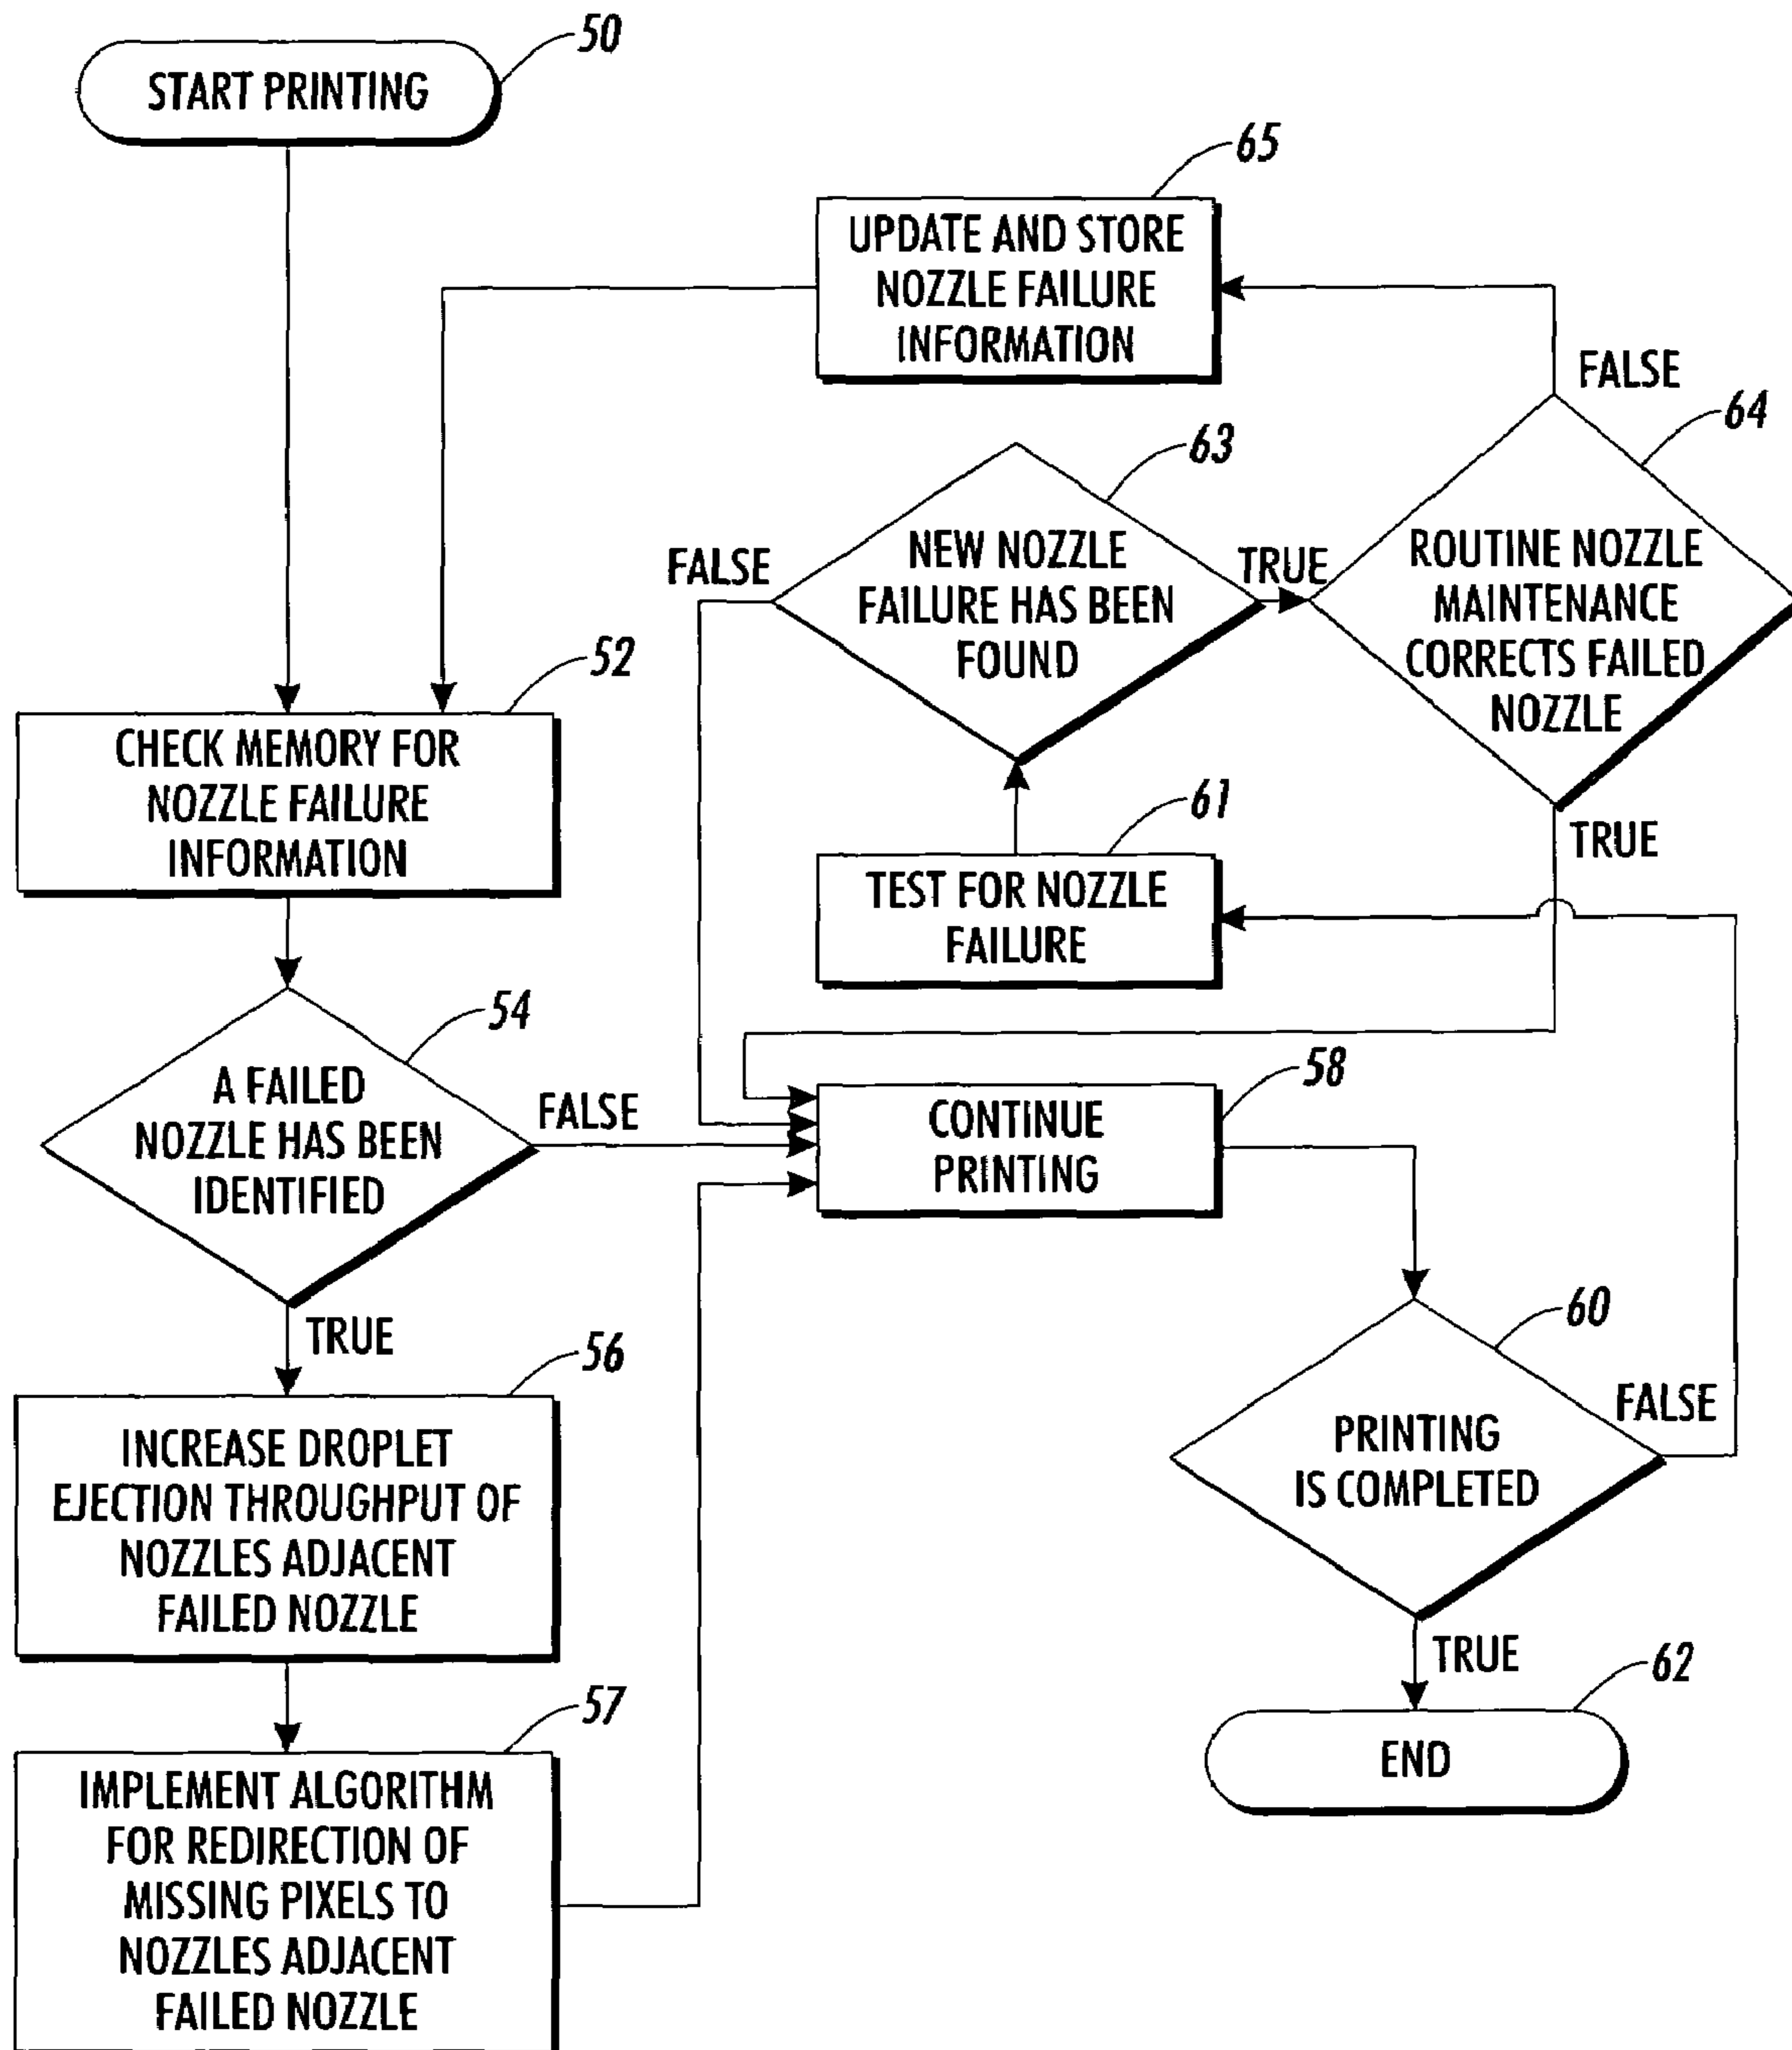 50
START PRINTING
65
UPDATE AND STORE
NOZZLE FAILURE
INFORMATION
FALSE
64
63
NEW NOZZLE
FAILURE HAS BEEN
FOUND
FALSE
TRUE
ROUTINE NOZZLE
MAINTENANCE
CORRECTS FAILED
NOZZLE
TRUE
52
CHECK MEMORY FOR
NOZZLE FAILURE
INFORMATION
61
TEST FOR NOZZLE
FAILURE
54
A FAILED
NOZZLE HAS BEEN
IDENTIFIED
FALSE
TRUE
58
CONTINUE
PRINTING
60
PRINTING
IS COMPLETED
FALSE
TRUE
56
INCREASE DROPLET
EJECTION THROUGHPUT OF
NOZZLES ADJACENT
FAILED NOZZLE
62
END
57
IMPLEMENT ALGORITHM
FOR REDIRECTION OF
MISSING PIXELS TO
NOZZLES ADJACENT
FAILED NOZZLE